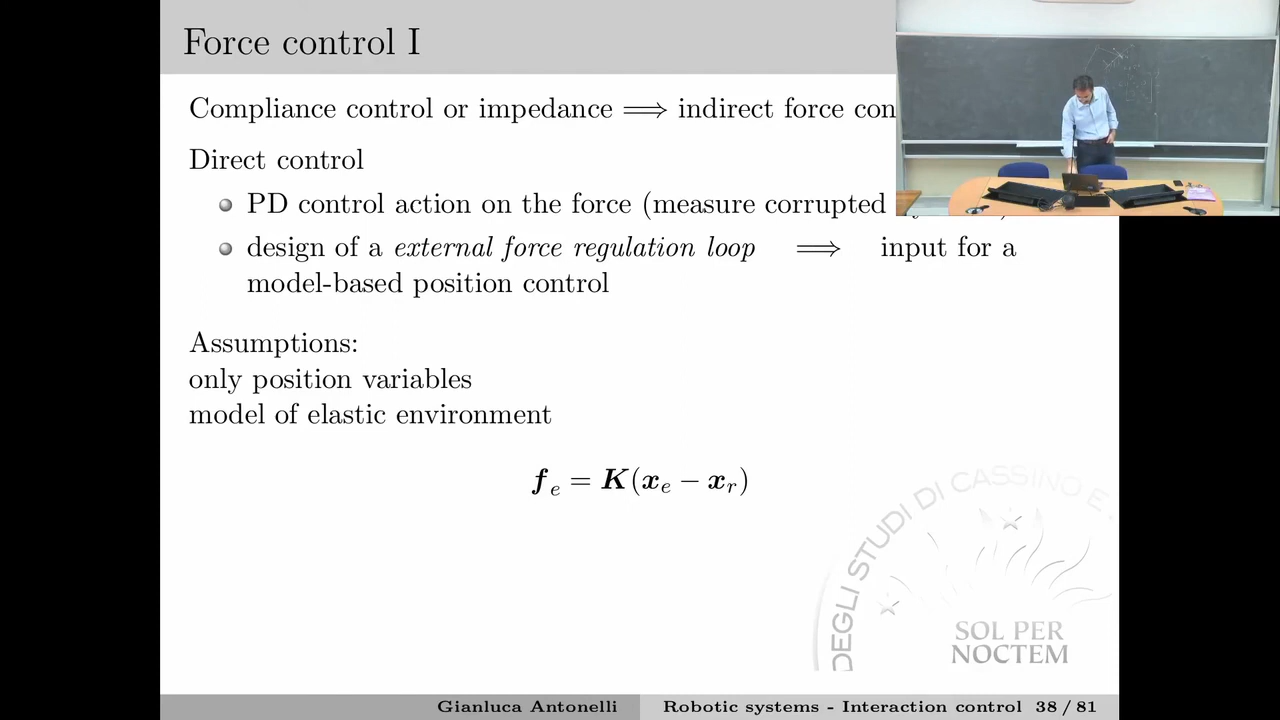 Force control I
Compliance control or impedance ⟹ indirect force con
Direct control
PD control action on the force (measure corrupted
design of a external force regulation loop ⟹ input for a
model-based position control
Assumptions:
only position variables
model of elastic environment
f_e = K(x_e − x_r)
DEGLI STUDI DI CASSINO E
SOL PER
NOCTEM
Gianluca Antonelli
Robotic systems - Interaction control 38 / 81